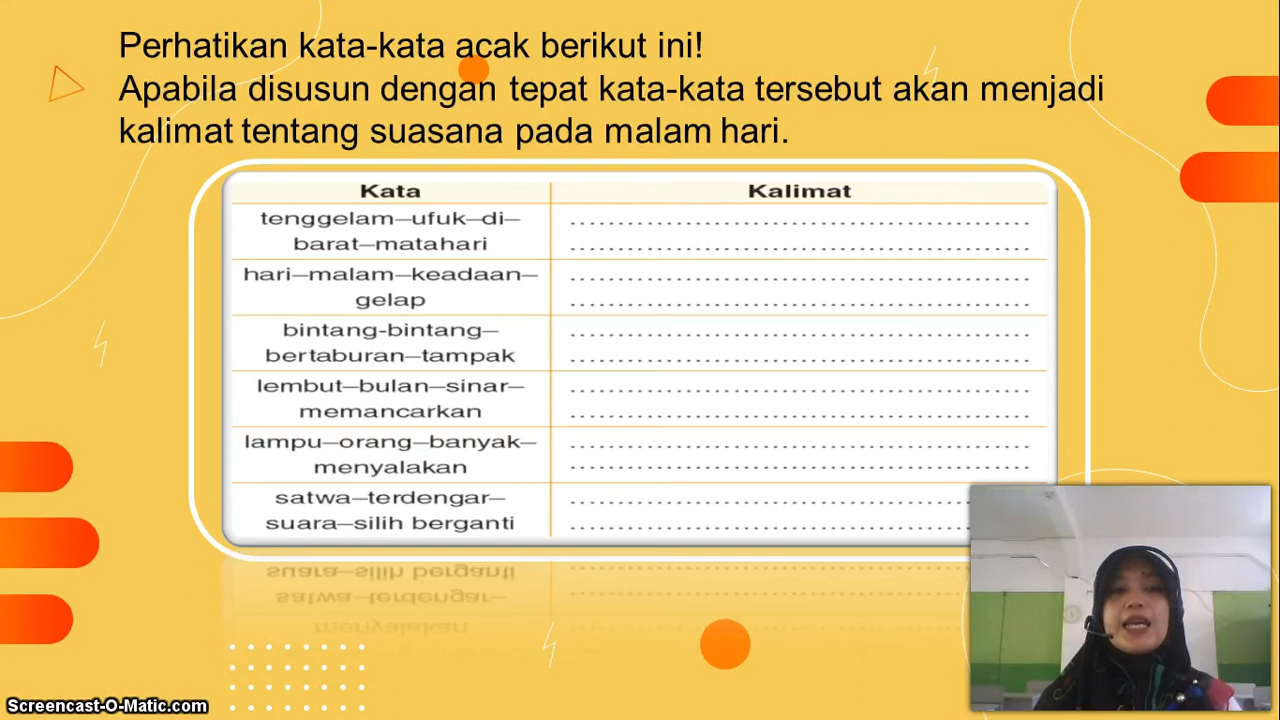 Perhatikan kata-kata acak berikut ini!
Apabila disusun dengan tepat kata-kata tersebut akan menjadi
kalimat tentang suasana pada malam hari.
Kata Kalimat
tenggelam–ufuk–di–
barat–matahari
hari–malam–keadaan–
gelap
bintang-bintang–
bertaburan–tampak
lembut–bulan–sinar–
memancarkan
lampu–orang–banyak–
menyalakan
satwa–terdengar–
suara–silih berganti
Screencast-O-Matic.com